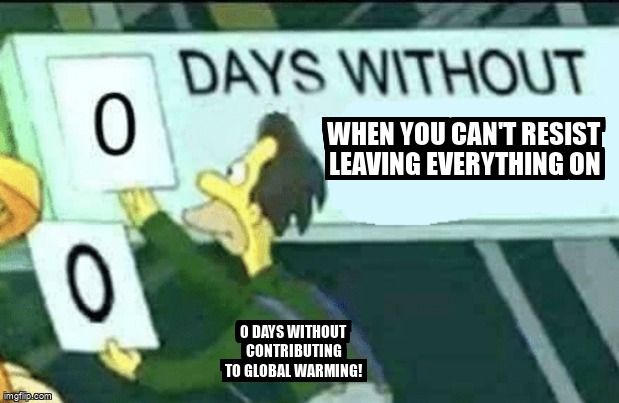 0 DAYS WITHOUT
WHEN YOU CAN'T RESIST
LEAVING EVERYTHING ON
0
0 DAYS WITHOUT
CONTRIBUTING
TO GLOBAL WARMING!
imgflip.com